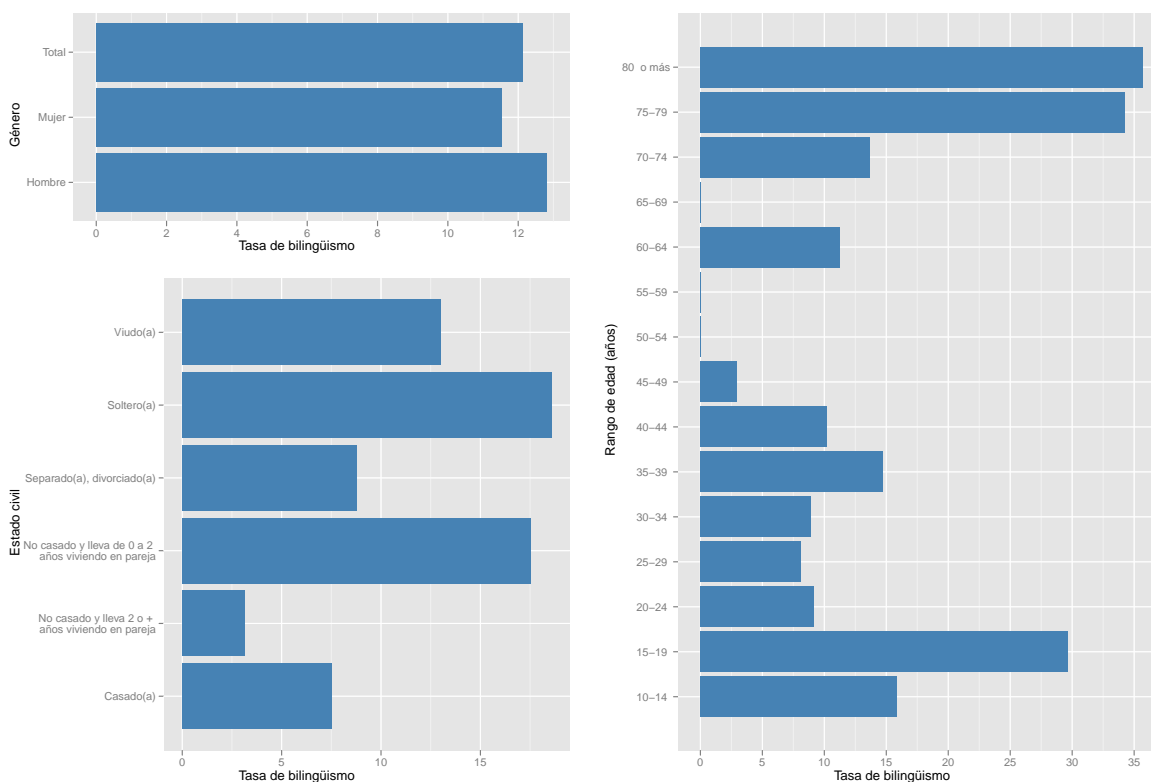 Género
Total
Mujer
Hombre
0 2 4 6 8 10 12
Tasa de bilingüismo
Estado civil
Viudo(a)
Soltero(a)
Separado(a), divorciado(a)
No casado y lleva de 0 a 2
años viviendo en pareja
No casado y lleva 2 o +
años viviendo en pareja
Casado(a)
0 5 10 15
Tasa de bilingüismo
Rango de edad (años)
80 o más
75−79
70−74
65−69
60−64
55−59
50−54
45−49
40−44
35−39
30−34
25−29
20−24
15−19
10−14
0 5 10 15 20 25 30 35
Tasa de bilingüismo